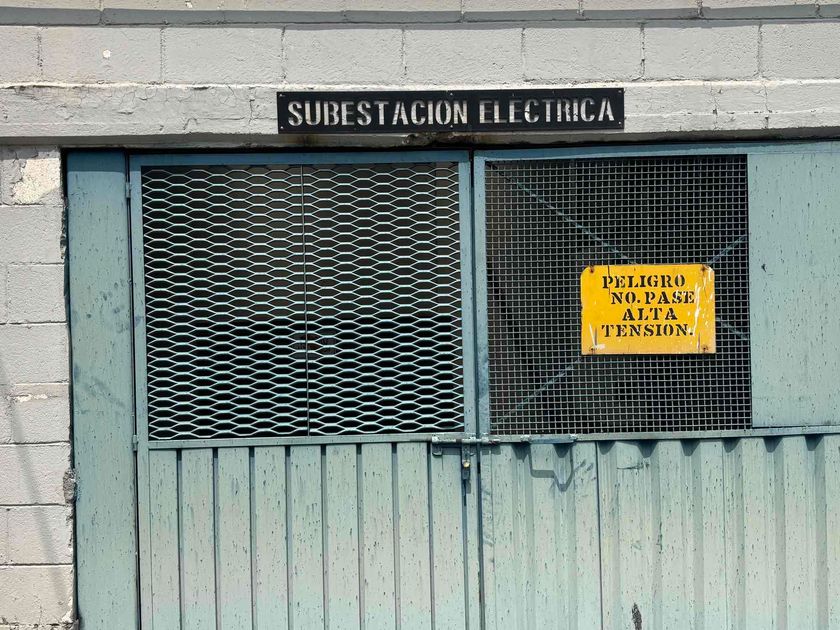 SUBESTACION ELECTRICA
PELIGRO
NO. PASE
ALTA
TENSION.